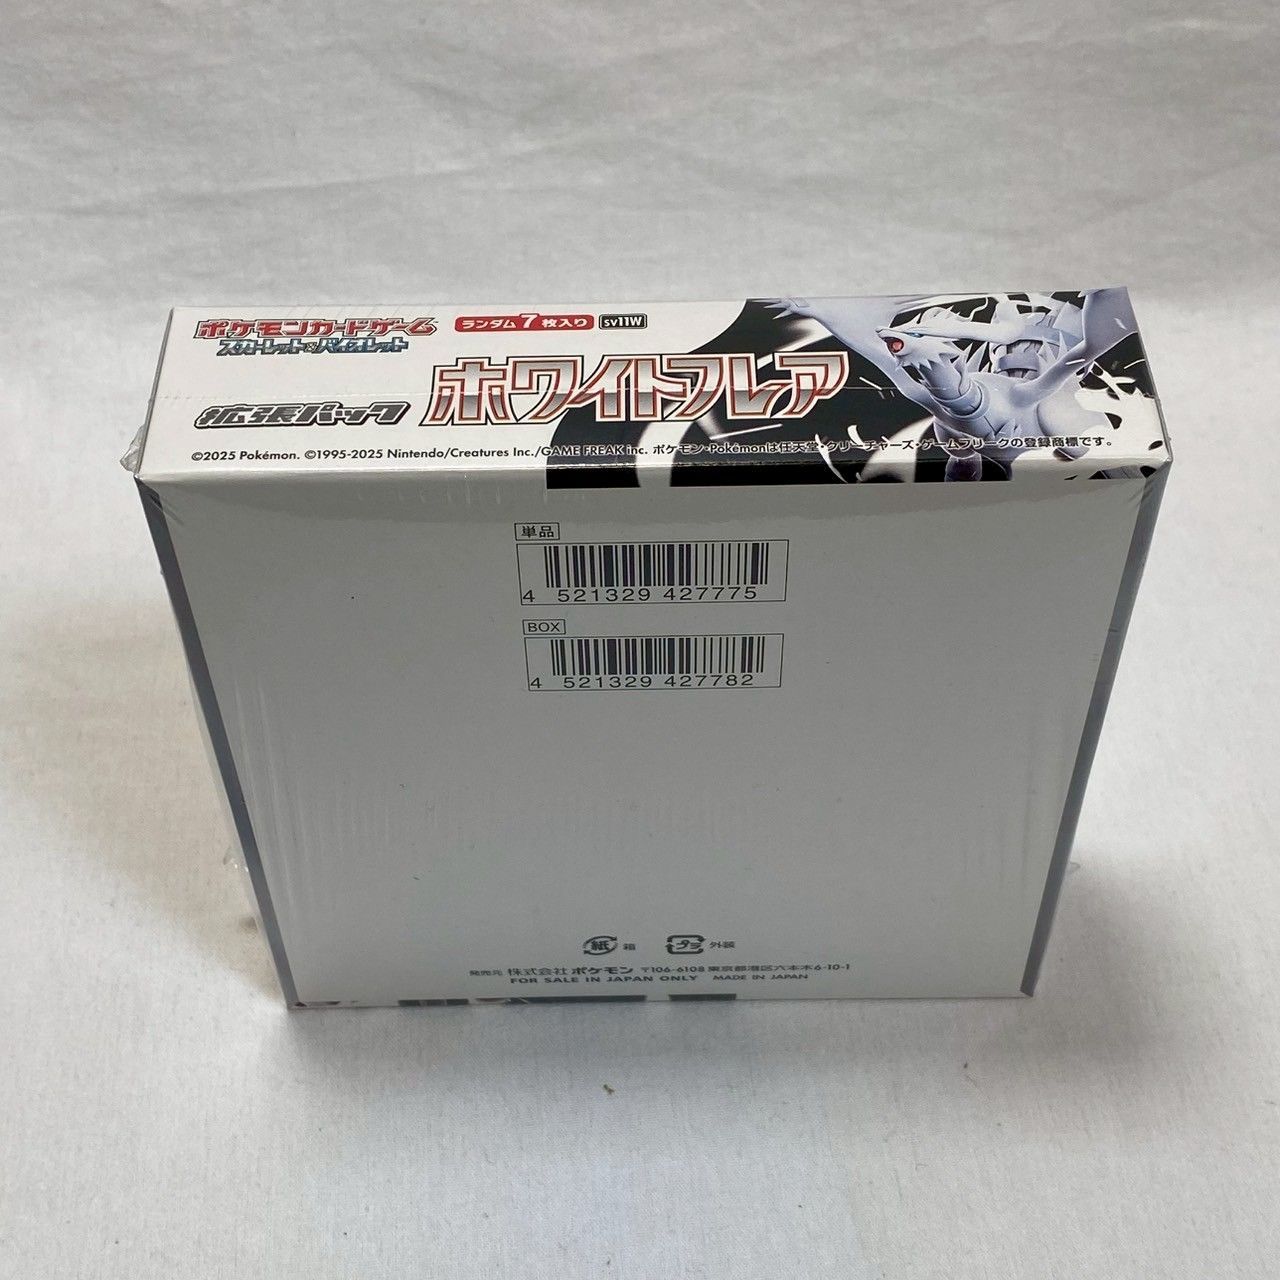 ポケモンカードゲーム
スカーレット&バイオレット
ランダム7枚入り
sv11W
拡張パック
ホワイトフレア
©2025 Pokémon. ©1995-2025 Nintendo/Creatures Inc./GAME FREAK inc. ポケモン・Pokémonは任天堂・クリーチャーズ・ゲームフリークの登録商標です。
単品
4 521329 427775
BOX
4 521329 427782
紙 箱
プラ 外装
発売元 株式会社 ポケモン 〒106-6108 東京都港区六本木6-10-1
FOR SALE IN JAPAN ONLY MADE IN JAPAN